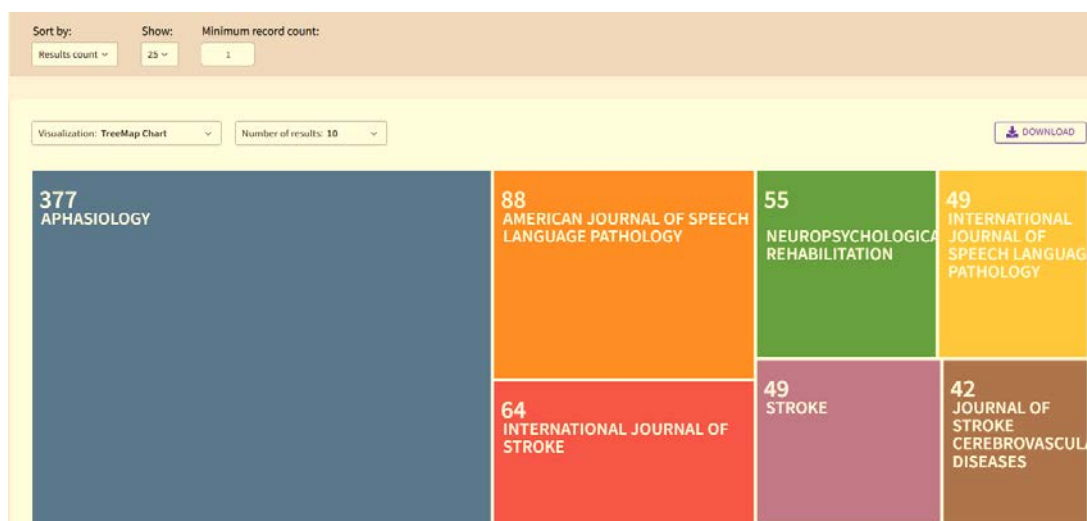 Sort by: Show: Minimum record count:
Results count 25 1
Visualization: TreeMap Chart Number of results: 10 DOWNLOAD
377
APHASIOLOGY
88
AMERICAN JOURNAL OF SPEECH
LANGUAGE PATHOLOGY
55
NEUROPSYCHOLOGICA
REHABILITATION
49
INTERNATIONAL
JOURNAL OF
SPEECH LANGUAG
PATHOLOGY
64
INTERNATIONAL JOURNAL OF
STROKE
49
STROKE
42
JOURNAL OF
STROKE
CEREBROVASCUL
DISEASES